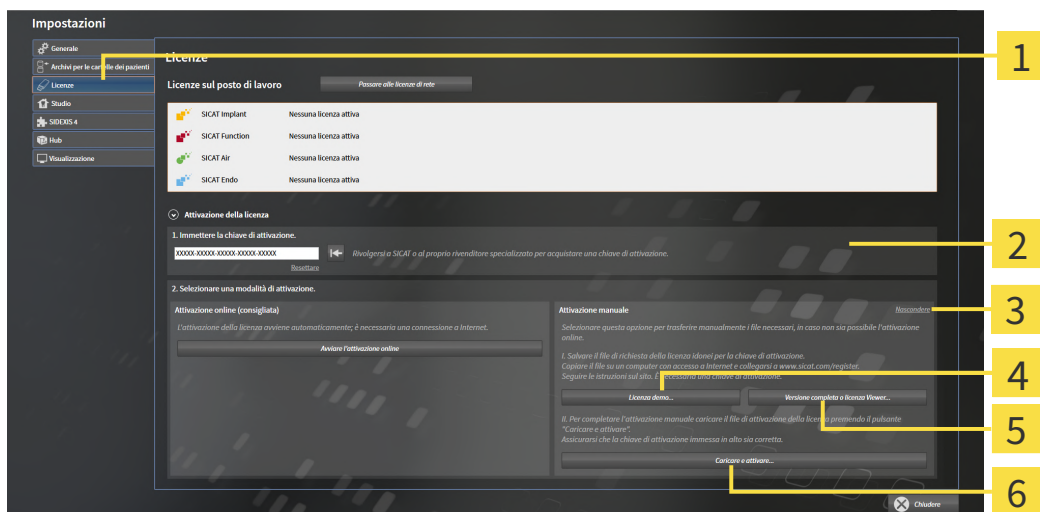 Impostazioni
Generale
Archivi per le cartelle dei pazienti
Licenze
Studio
SIDEXIS 4
Hub
Visualizzazione
Licenze
Licenze sul posto di lavoro
Passare alle licenze di rete
SICAT Implant Nessuna licenza attiva
SICAT Function Nessuna licenza attiva
SICAT Air Nessuna licenza attiva
SICAT Endo Nessuna licenza attiva
Attivazione della licenza
1. Immettere la chiave di attivazione.
XXXXX-XXXXX-XXXXX-XXXXX-XXXXX
Rivolgersi a SICAT o al proprio rivenditore specializzato per acquistare una chiave di attivazione.
Resettare
2. Selezionare una modalità di attivazione.
Attivazione online (consigliata)
L'attivazione della licenza avviene automaticamente; è necessaria una connessione a Internet.
Avviare l'attivazione online
Attivazione manuale
Nascondere
Selezionare questa opzione per trasferire manualmente i file necessari, in caso non sia possibile l'attivazione
online.
I. Salvare il file di richiesta della licenza idonei per la chiave di attivazione.
Copiare il file su un computer con accesso a Internet e collegarsi a www.sicat.com/register.
Seguire le istruzioni sul sito. È necessaria una chiave di attivazione.
Licenza demo...
Versione completa o licenza Viewer...
II. Per completare l'attivazione manuale caricare il file di attivazione della licenza premendo il pulsante
"Caricare e attivare".
Assicurarsi che la chiave di attivazione immessa in alto sia corretta.
Caricare e attivare...
Chiudere
1
2
3
4
5
6